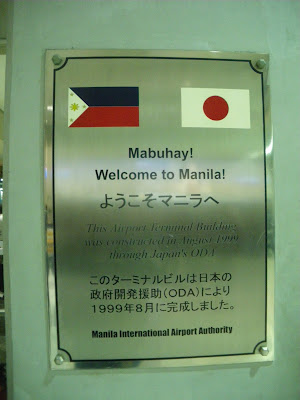 Mabuhay!
Welcome to Manila!
ようこそマニラへ
This Airport Terminal Building
was constructed in August 1999
through Japan's ODA
このターミナルビルは日本の
政府開発援助(ODA)により
1999年8月に完成しました。
Manila International Airport Authority